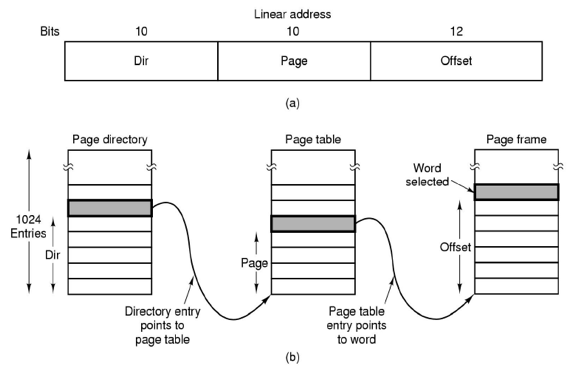 Linear address
Bits 10 10 12
Dir Page Offset
(a)
Page directory Page table Page frame
Word
selected
1024
Entries
Dir
Page
Offset
Directory entry
points to
page table
Page table
entry points
to word
(b)